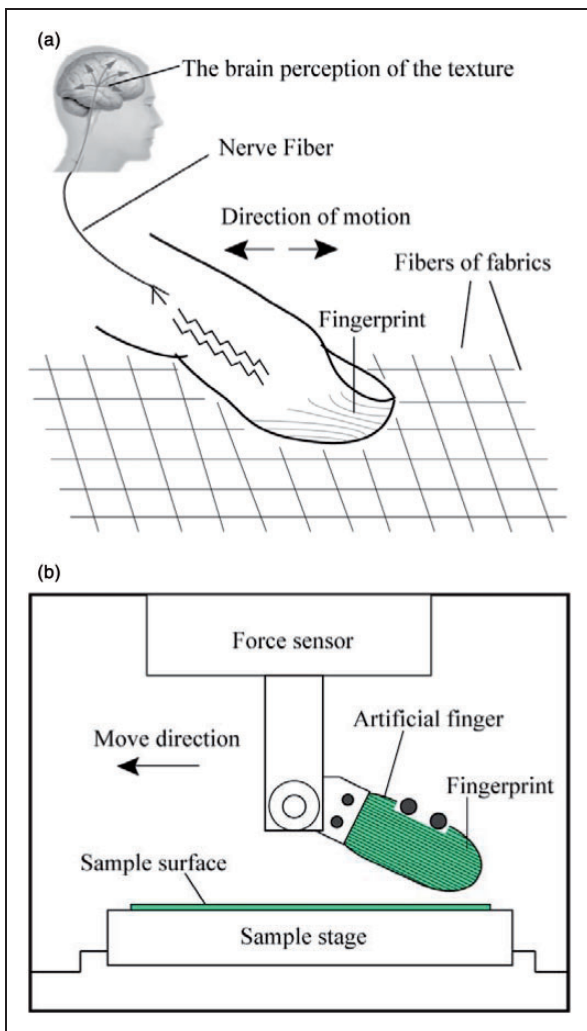 (a)
The brain perception of the texture
Nerve Fiber
Direction of motion
Fibers of fabrics
Fingerprint
(b)
Force sensor
Artificial finger
Move direction
Fingerprint
Sample surface
Sample stage